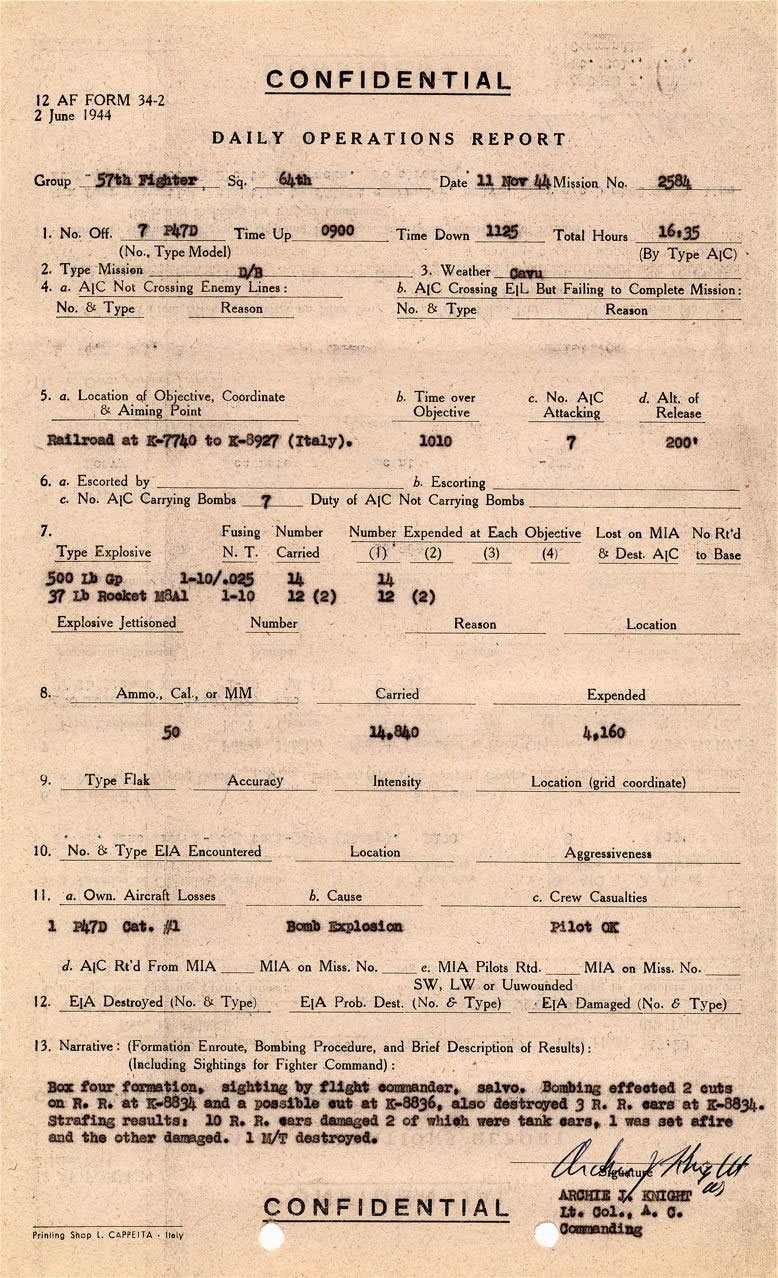 CONFIDENTIAL
12 AF FORM 34-2
2 June 1944
DAILY OPERATIONS REPORT
Group 57th Fighter Sq. 64th Date 11 Nov 44 Mission No. 2584
1. No. Off. 7 P47D Time Up 0900 Time Down 1125 Total Hours 16:35
(No., Type Model) (By Type A|C)
2. Type Mission D/B 3. Weather Cavu
4. a. A|C Not Crossing Enemy Lines: b. A|C Crossing E|L But Failing to Complete Mission:
No. & Type Reason No. & Type Reason
5. a. Location of Objective, Coordinate b. Time over c. No. A|C d. Alt. of
& Aiming Point Objective Attacking Release
Railroad at K-7740 to K-8927 (Italy). 1010 7 200'
6. a. Escorted by b. Escorting
c. No. A|C Carrying Bombs 7 Duty of A|C Not Carrying Bombs
7. Fusing Number Number Expended at Each Objective Lost on MIA No Rt'd
Type Explosive N. T. Carried (1) (2) (3) (4) & Dest. A|C to Base
500 Lb Gp 1-10/.025 14 14
37 Lb Rocket M8A1 1-10 12 (2) 12 (2)
Explosive Jettisoned Number Reason Location
8. Ammo., Cal., or MM Carried Expended
50 14,840 4,160
9. Type Flak Accuracy Intensity Location (grid coordinate)
10. No. & Type E|A Encountered Location Aggressiveness
11. a. Own. Aircraft Losses b. Cause c. Crew Casualties
1 P47D Cat. #1 Bomb Explosion Pilot OK
d. A|C Rt'd From MIA MIA on Miss. No. e. MIA Pilots Rtd. MIA on Miss. No.
SW, LW or Uuwounded
12. E|A Destroyed (No. & Type) E|A Prob. Dest. (No. & Type) E|A Damaged (No. & Type)
13. Narrative: (Formation Enroute, Bombing Procedure, and Brief Description of Results):
(Including Sightings for Fighter Command):
Box four formation, sighting by flight commander, salvo. Bombing effected 2 cuts
on R. R. at K-8834 and a possible cut at K-8836, also destroyed 3 R. R. cars at K-8834.
Strafing results: 10 R. R. cars damaged 2 of which were tank cars, 1 was set afire
and the other damaged. 1 M/T destroyed.
Archie J Knight
Signature
ARCHIE J. KNIGHT
Lt. Col., A. C.
Commanding
CONFIDENTIAL
Printing Shop L. CAPPEITA - Italy